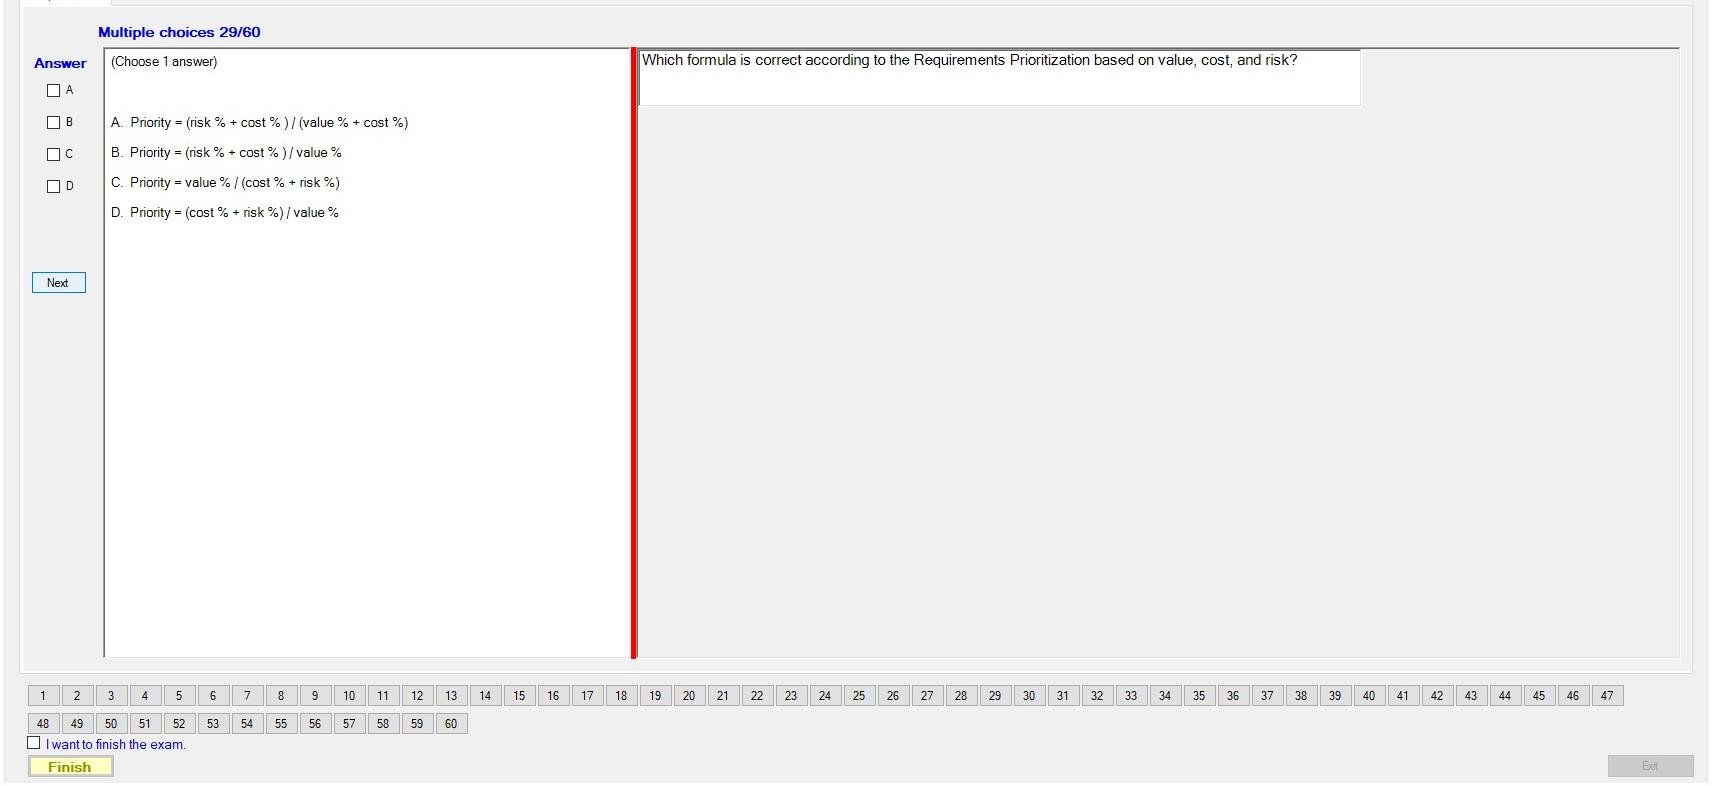 Multiple choices 29/60
Answer
(Choose 1 answer)
Which formula is correct according to the Requirements Prioritization based on value, cost, and risk?
A
B
C
D
A. Priority = (risk % + cost % ) / (value % + cost %)
B. Priority = (risk % + cost % ) / value %
C. Priority = value % / (cost % + risk %)
D. Priority = (cost % + risk %) / value %
Next
1 2 3 4 5 6 7 8 9 10 11 12 13 14 15 16 17 18 19 20 21 22 23 24 25 26 27 28 29 30 31 32 33 34 35 36 37 38 39 40 41 42 43 44 45 46 47
48 49 50 51 52 53 54 55 56 57 58 59 60
I want to finish the exam.
Finish
Exit